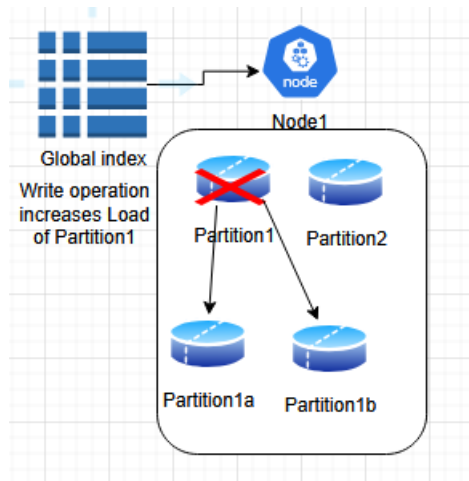 node
Node1
Global index
Write operation
increases Load
of Partition1
Partition1
Partition2
Partition1a
Partition1b